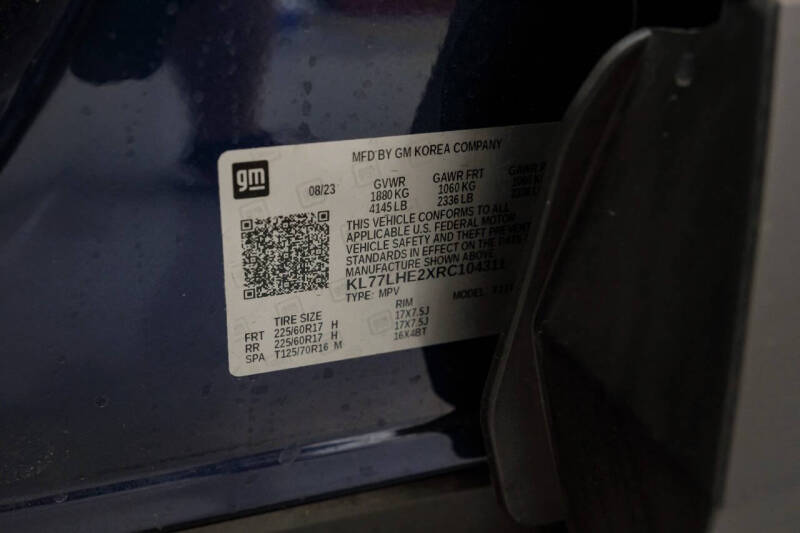 MFD BY GM KOREA COMPANY
gm
08/23
GVWR GAWR FRT GAWR
1880 KG 1060 KG
4145 LB 2336 LB
THIS VEHICLE CONFORMS TO ALL
APPLICABLE U.S. FEDERAL MOTOR
VEHICLE SAFETY AND THEFT PREVENT
STANDARDS IN EFFECT ON THE DATE
MANUFACTURE SHOWN ABOVE
KL77LHE2XRC10431
TYPE: MPV MODEL:
TIRE SIZE RIM
FRT 225/60R17 H 17X7.5J
RR 225/60R17 H 17X7.5J
SPA T125/70R16 M 16X4BT